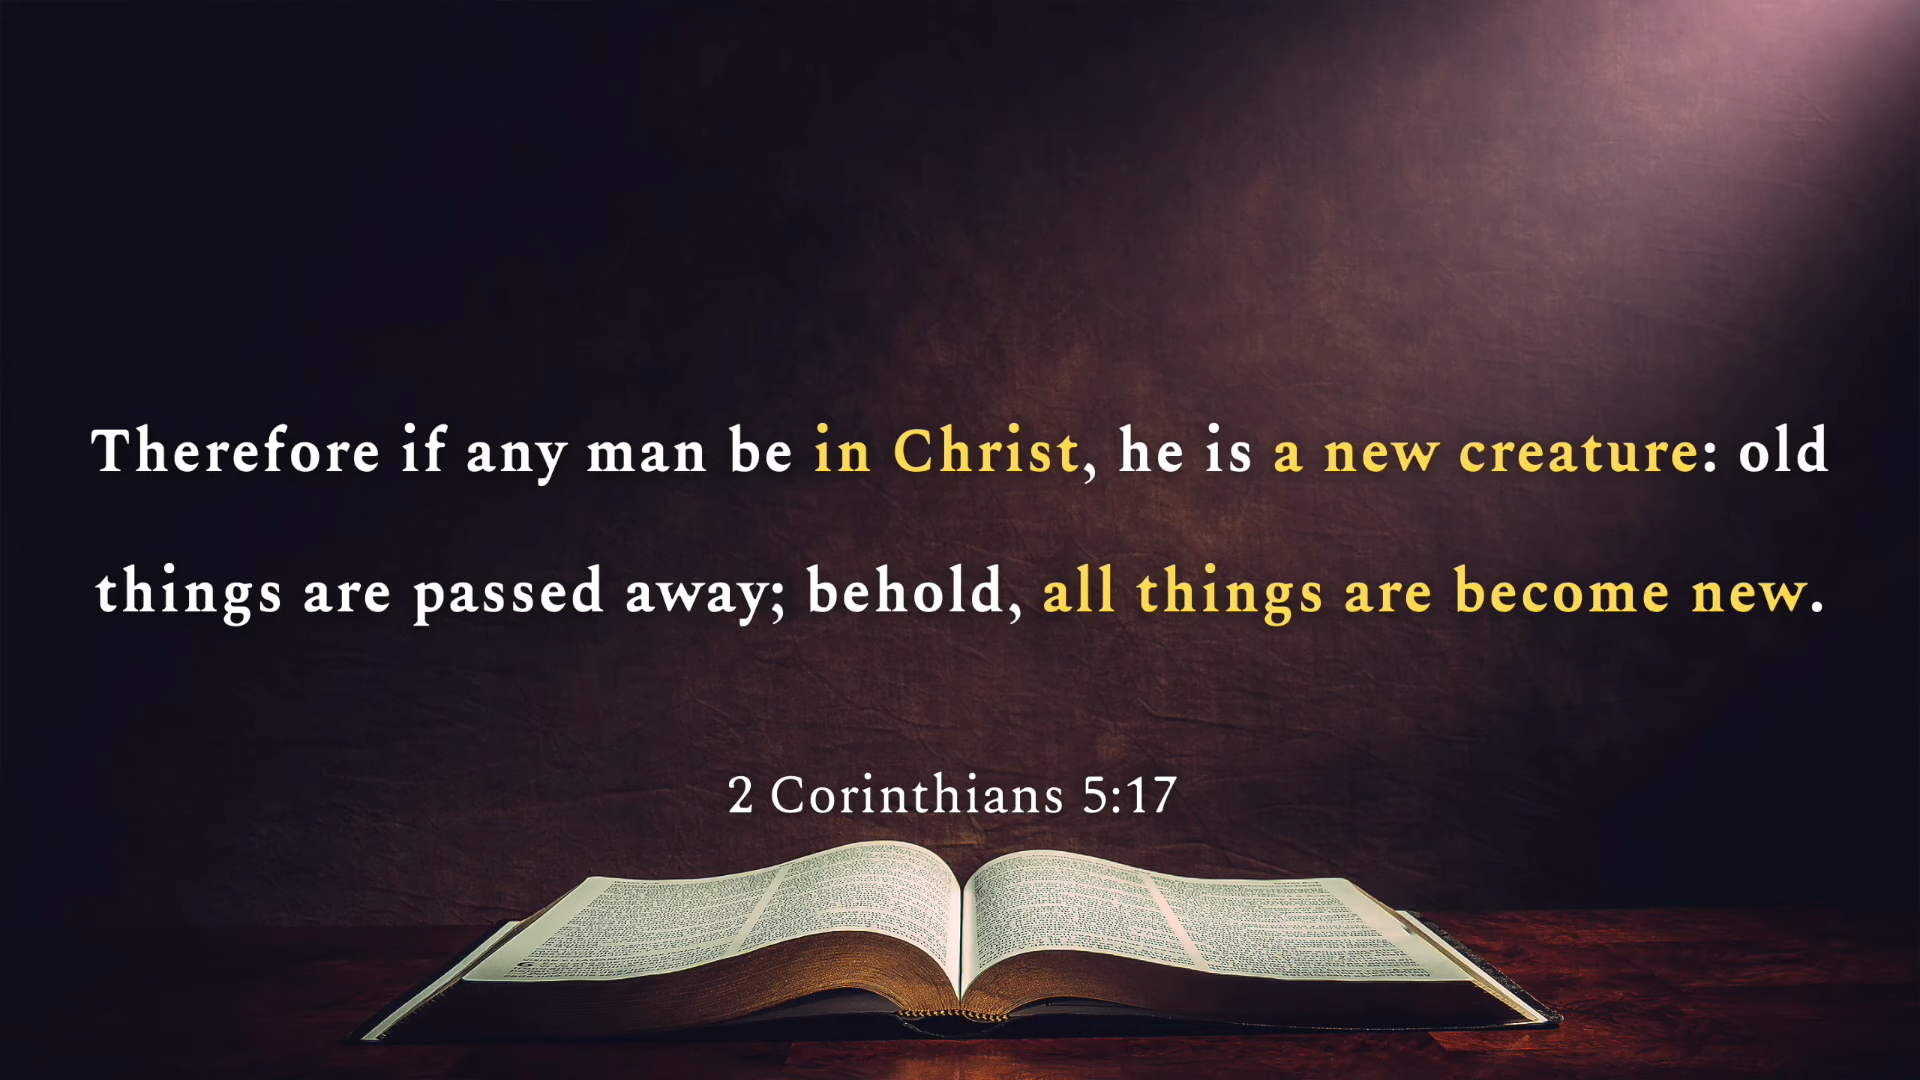 Therefore if any man be in Christ, he is a new creature: old
things are passed away; behold, all things are become new.
2 Corinthians 5:17